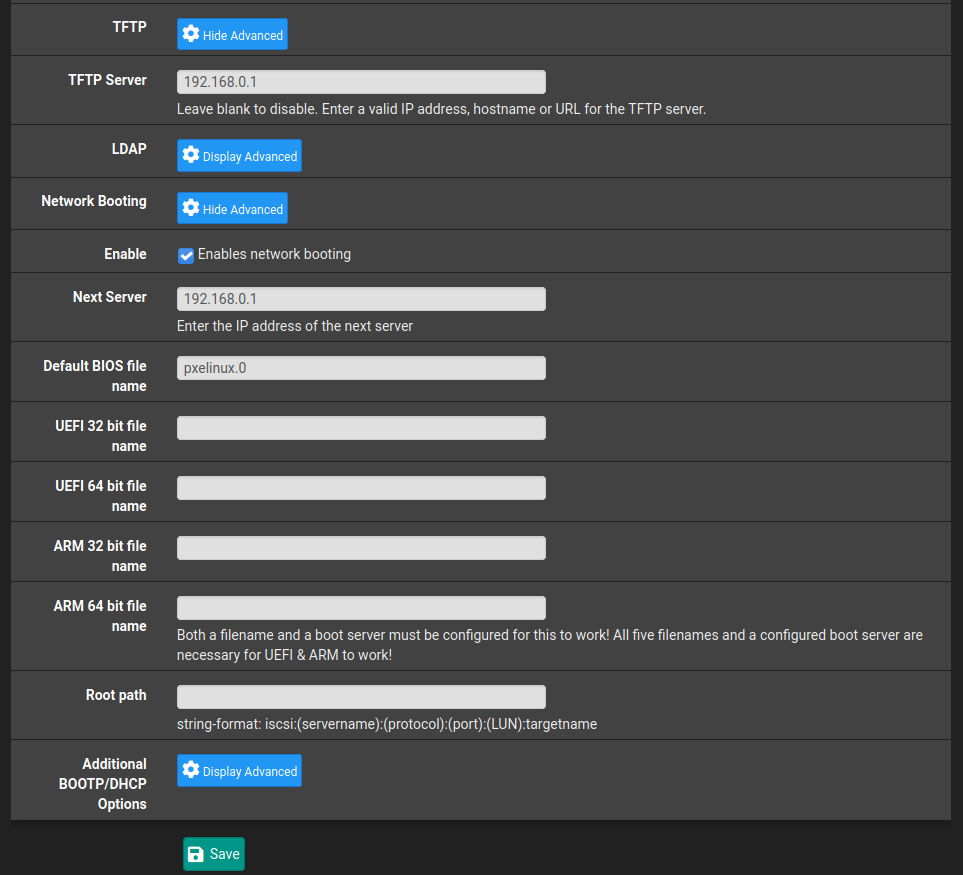 TFTP
Hide Advanced
TFTP Server
192.168.0.1
Leave blank to disable. Enter a valid IP address, hostname or URL for the TFTP server.
LDAP
Display Advanced
Network Booting
Hide Advanced
Enable
Enables network booting
Next Server
192.168.0.1
Enter the IP address of the next server
Default BIOS file
name
pxelinux.0
UEFI 32 bit file
name
UEFI 64 bit file
name
ARM 32 bit file
name
ARM 64 bit file
name
Both a filename and a boot server must be configured for this to work! All five filenames and a configured boot server are
necessary for UEFI & ARM to work!
Root path
string-format: iscsi:(servername):(protocol):(port):(LUN):targetname
Additional
BOOTP/DHCP
Options
Display Advanced
Save